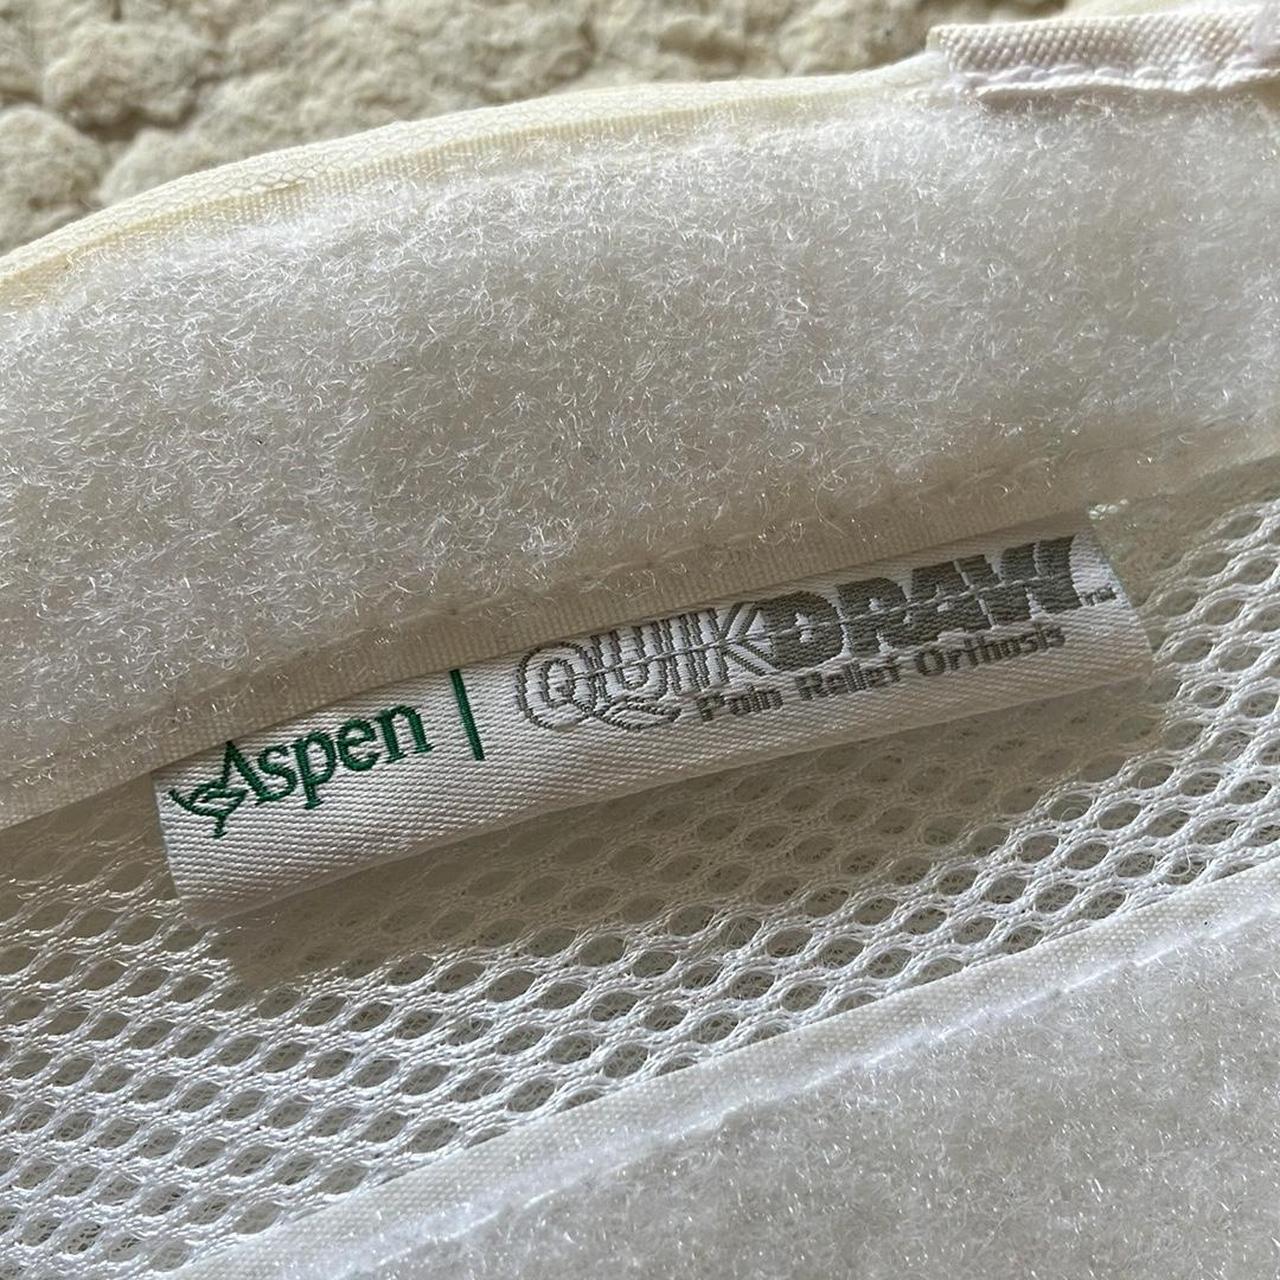 Aspen | QUIKDRAW™
Pain Relief Orthosis